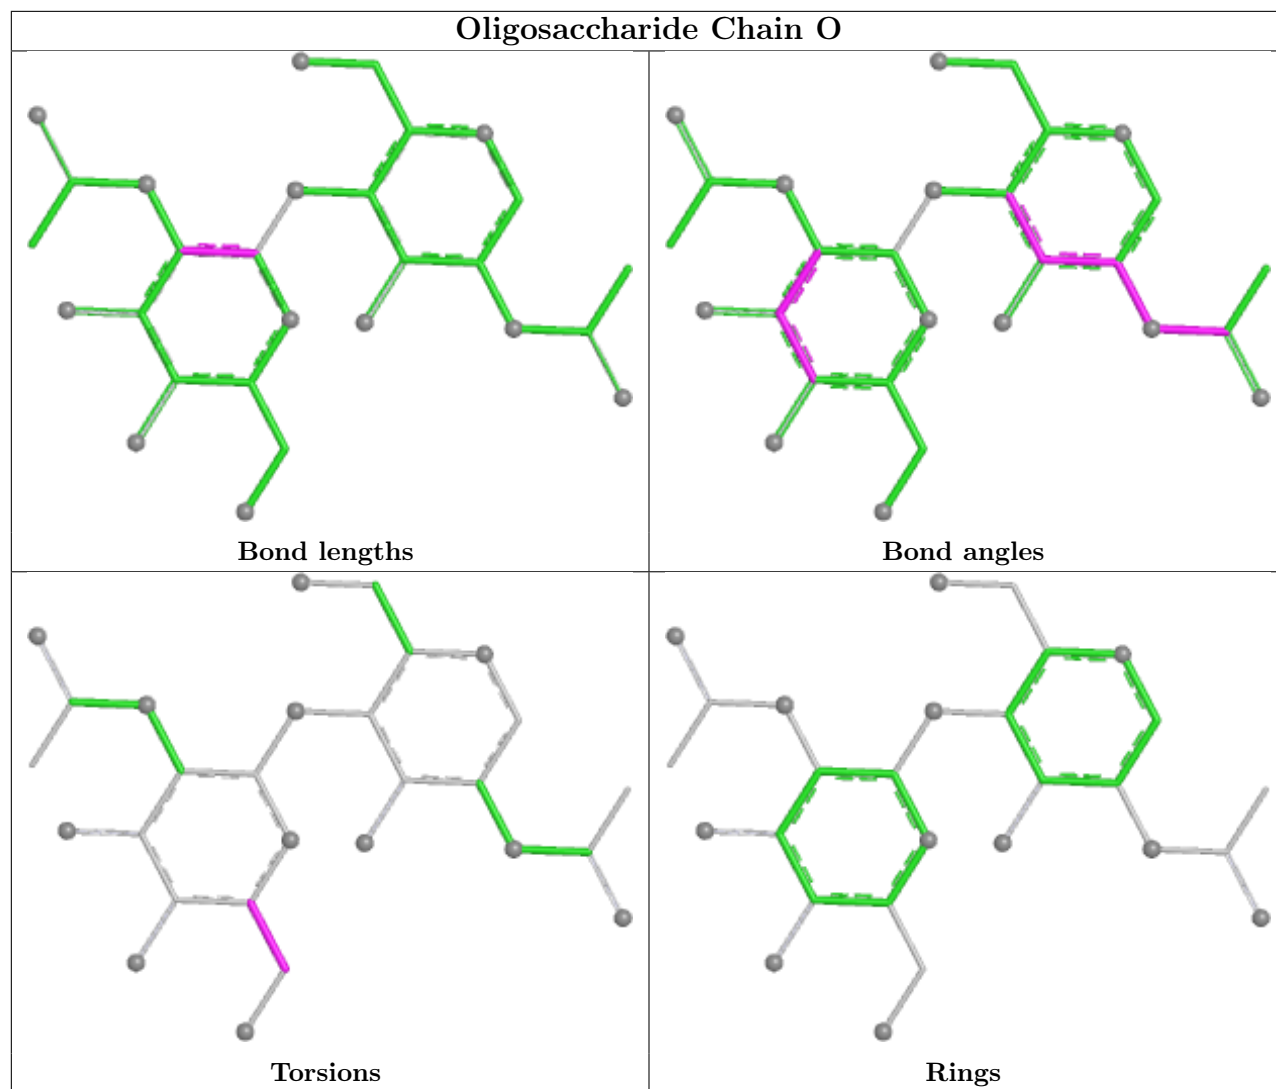 Oligosaccharide Chain O
Bond lengths
Bond angles
Torsions
Rings